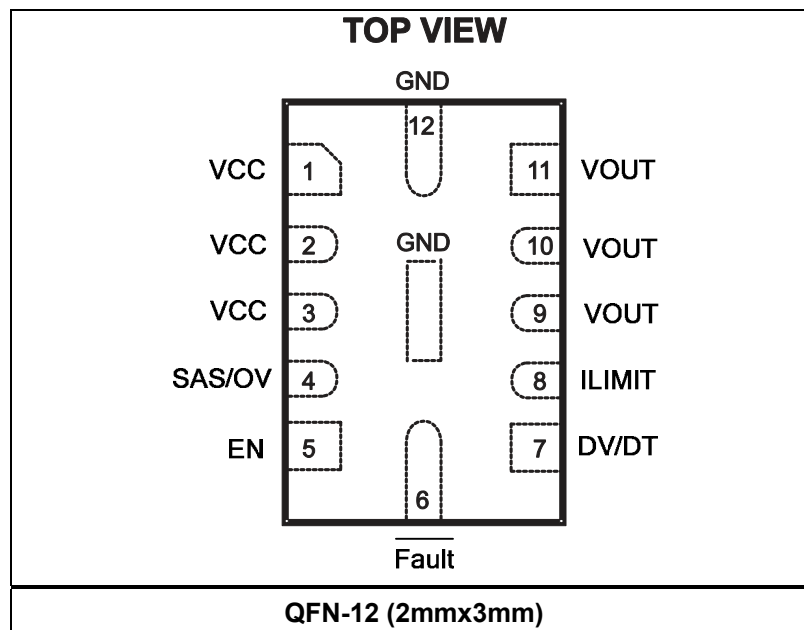 TOP VIEW
GND
12
VCC 1 11 VOUT
VCC 2 GND 10 VOUT
VCC 3 9 VOUT
SAS/OV 4 8 ILIMIT
EN 5 7 DV/DT
6
Fault
QFN-12 (2mmx3mm)